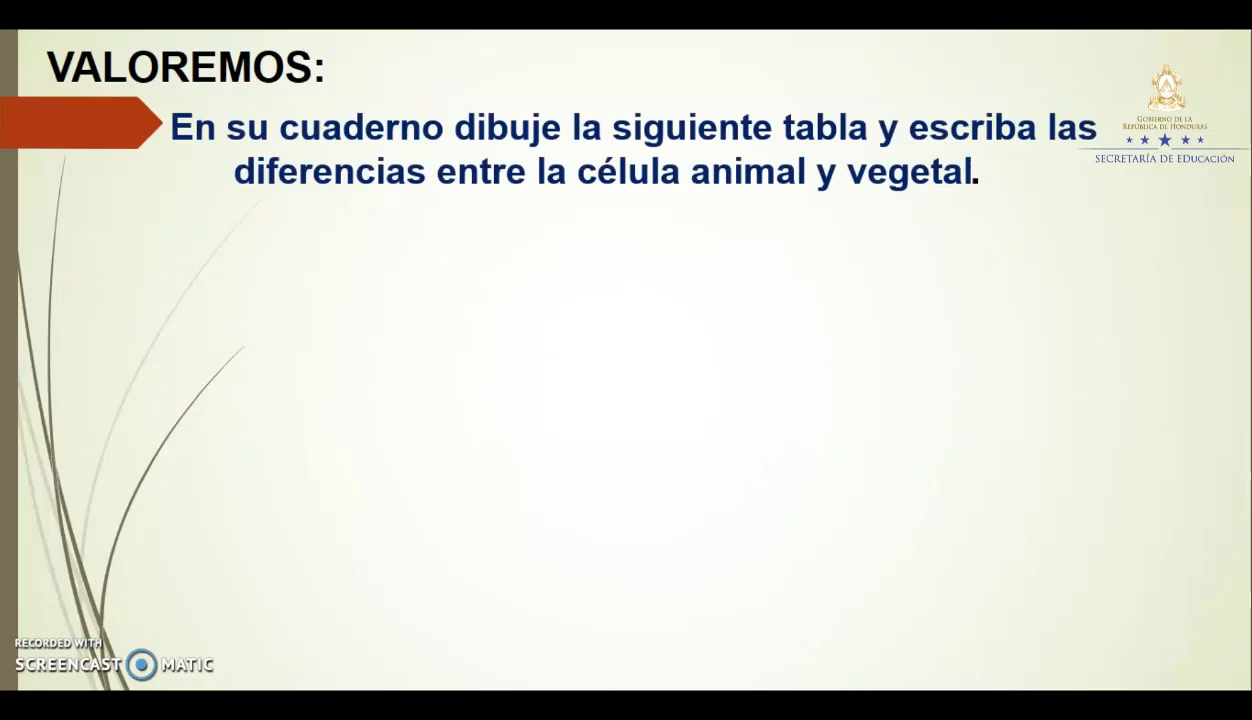 VALOREMOS:
En su cuaderno dibuje la siguiente tabla y escriba las
diferencias entre la célula animal y vegetal.
GOBIERNO DE LA
REPÚBLICA DE HONDURAS
SECRETARÍA DE EDUCACIÓN
RECORDED WITH
SCREENCAST MATIC